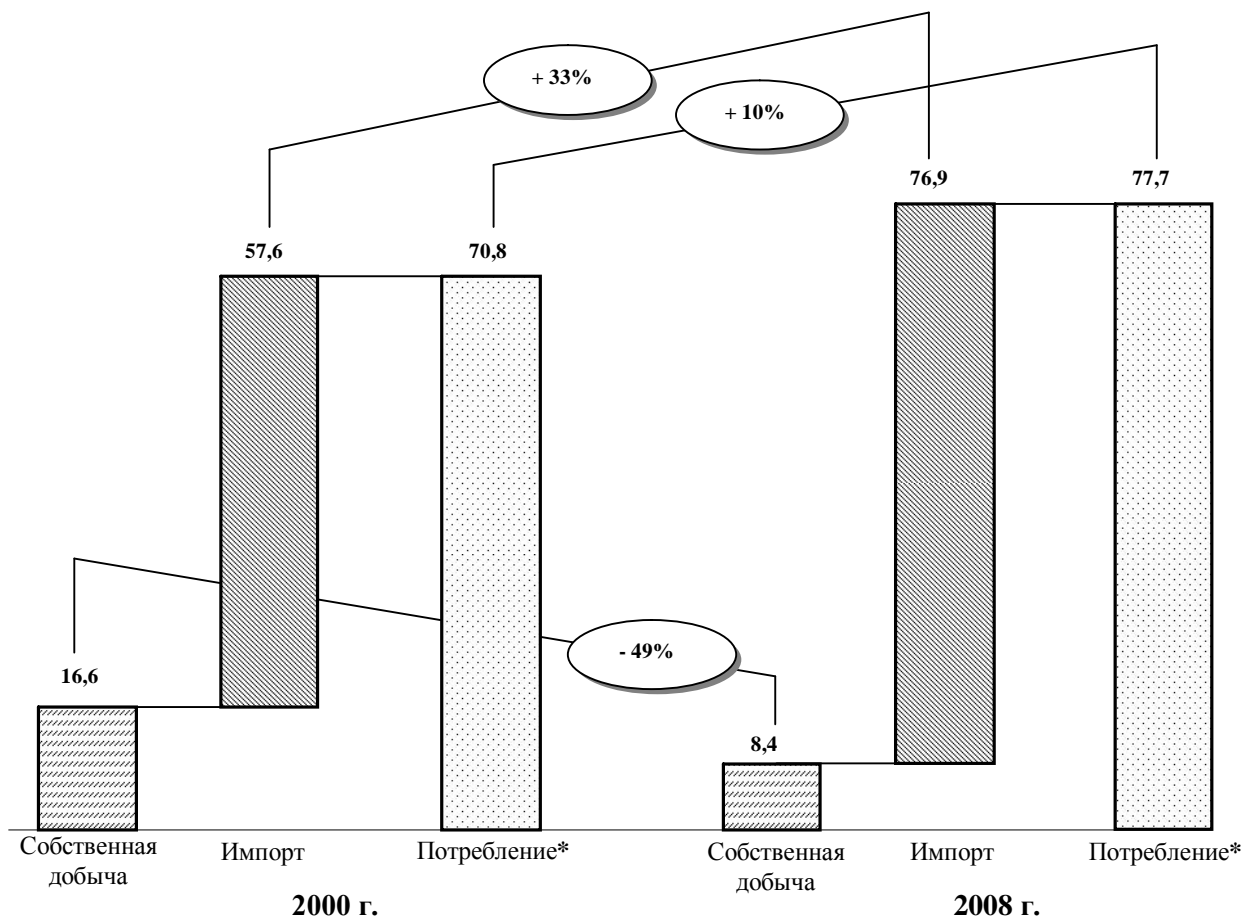 + 33%
+ 10%
76,9
77,7
57,6
70,8
- 49%
16,6
8,4
Собственная
добыча
Импорт
Потребление*
Собственная
добыча
Импорт
Потребление*
2000 г.
2008 г.